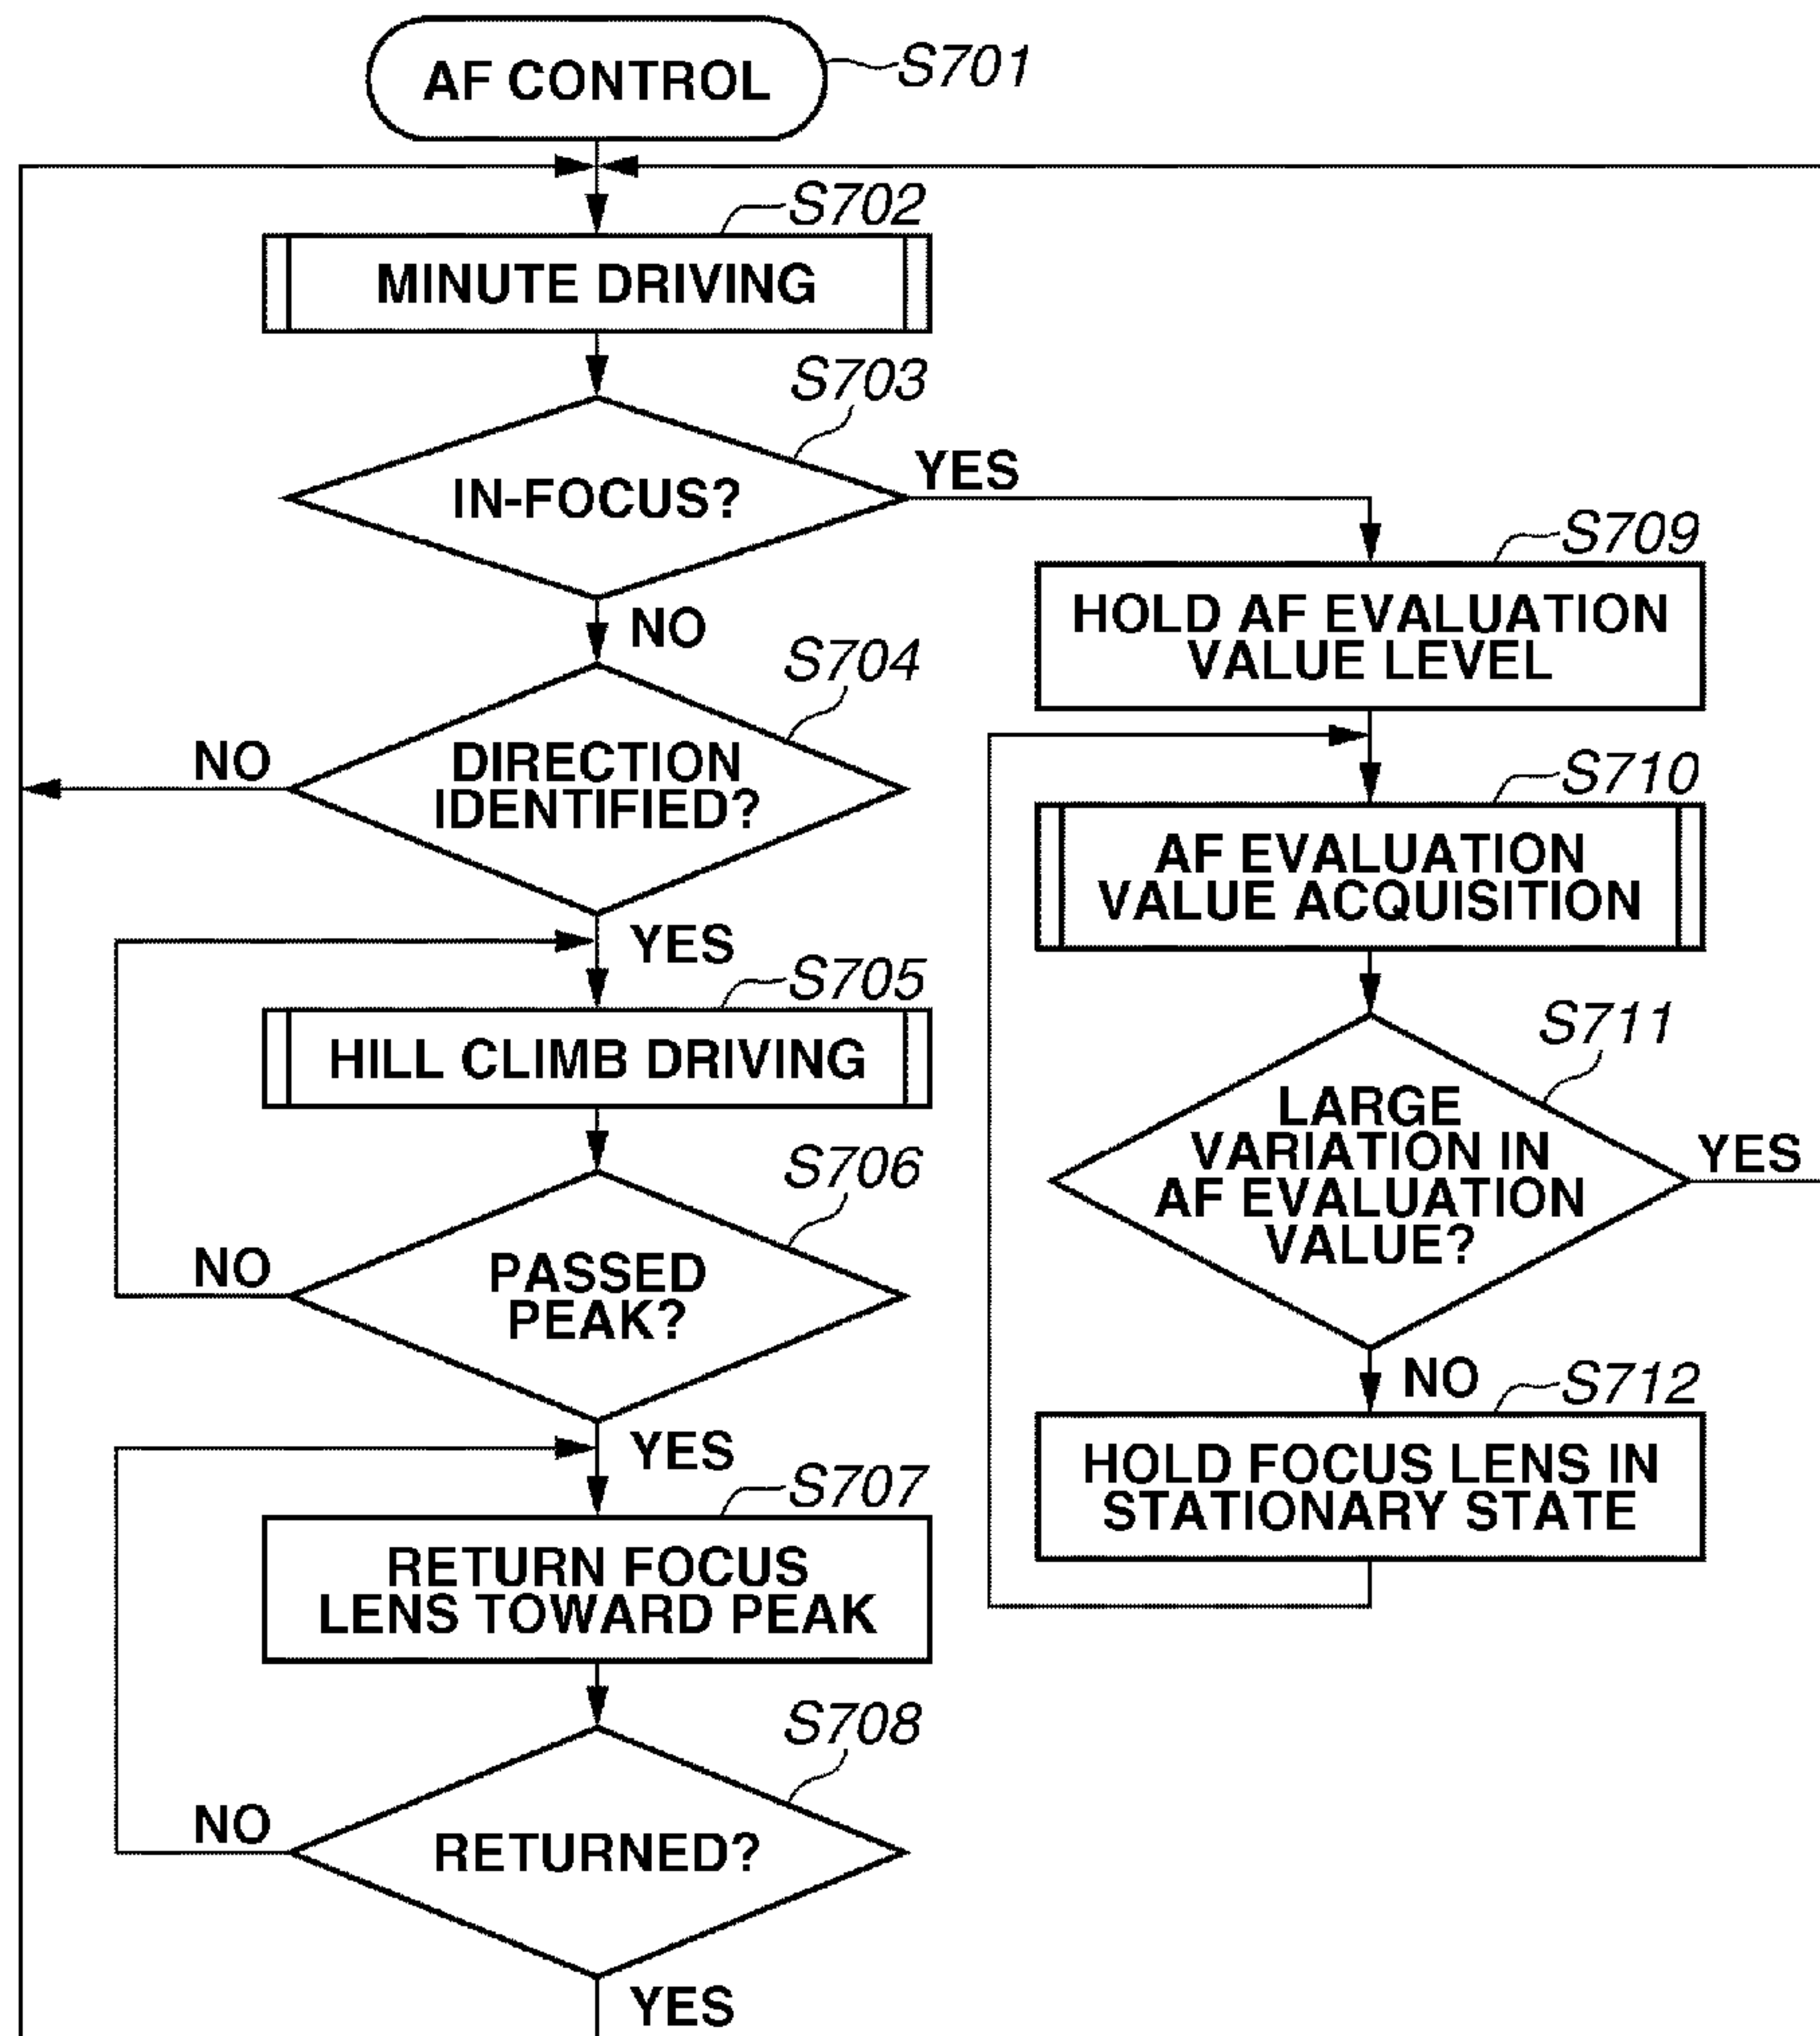 AF CONTROL
S701
S702
MINUTE DRIVING
S703
IN-FOCUS?
YES
NO
S704
DIRECTION
IDENTIFIED?
NO
YES
S705
HILL CLIMB DRIVING
S706
PASSED
PEAK?
NO
YES
S707
RETURN FOCUS
LENS TOWARD PEAK
S708
RETURNED?
NO
YES
S709
HOLD AF EVALUATION
VALUE LEVEL
S710
AF EVALUATION
VALUE ACQUISITION
S711
LARGE
VARIATION IN
AF EVALUATION
VALUE?
YES
NO
S712
HOLD FOCUS LENS IN
STATIONARY STATE